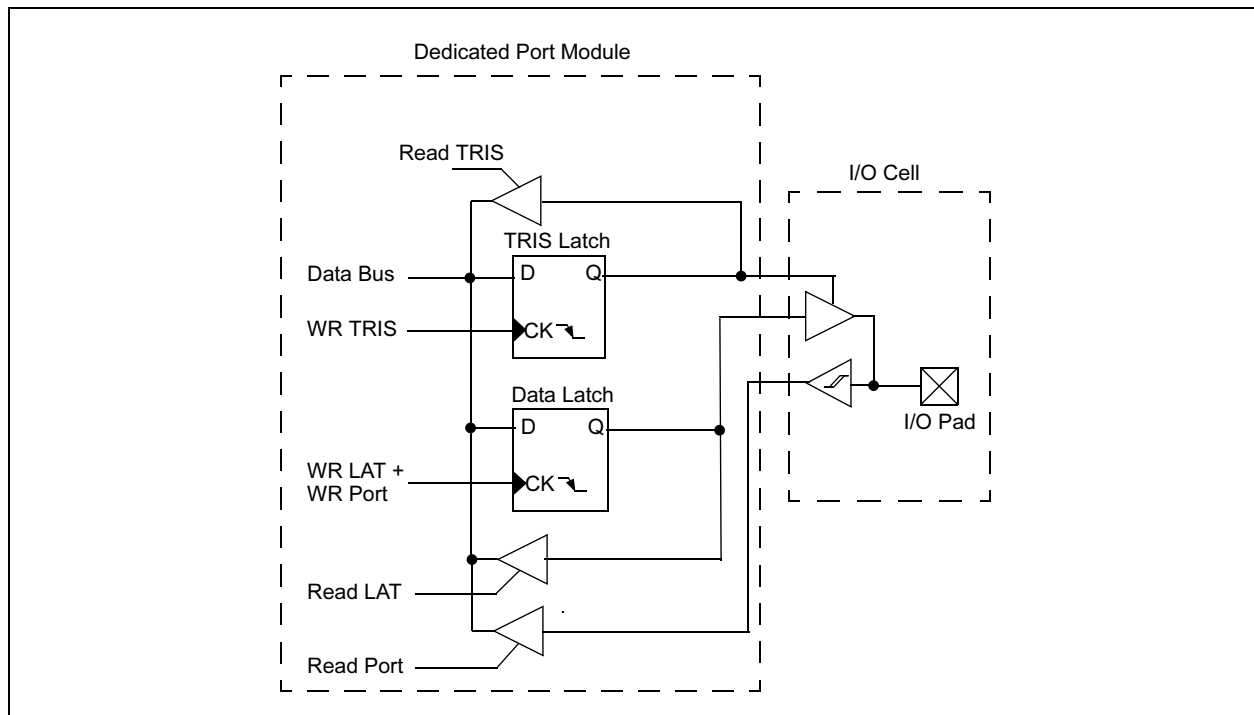 Dedicated Port Module
Read TRIS
I/O Cell
TRIS Latch
Data Bus
D
Q
WR TRIS
CK
Data Latch
I/O Pad
D
Q
WR LAT +
WR Port
CK
Read LAT
Read Port